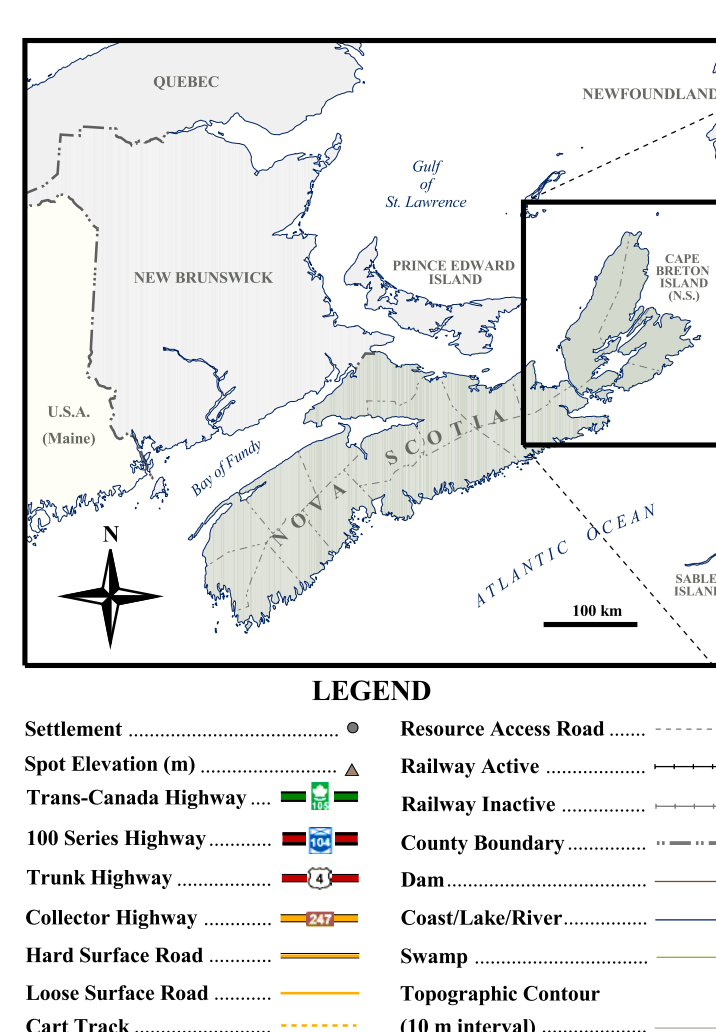 QUEBEC
NEWFOUNDLAND
Gulf
of
St. Lawrence
NEW BRUNSWICK
PRINCE EDWARD
ISLAND
CAPE
BRETON
ISLAND
(N.S.)
U.S.A.
(Maine)
Bay of Fundy
NOVA SCOTIA
ATLANTIC OCEAN
N
SABLE
ISLAND
100 km
LEGEND
Settlement
Spot Elevation (m)
Trans-Canada Highway
105
100 Series Highway
104
Trunk Highway
4
Collector Highway
247
Hard Surface Road
Loose Surface Road
Cart Track
Resource Access Road
Railway Active
Railway Inactive
County Boundary
Dam
Coast/Lake/River
Swamp
Topographic Contour
(10 m interval)